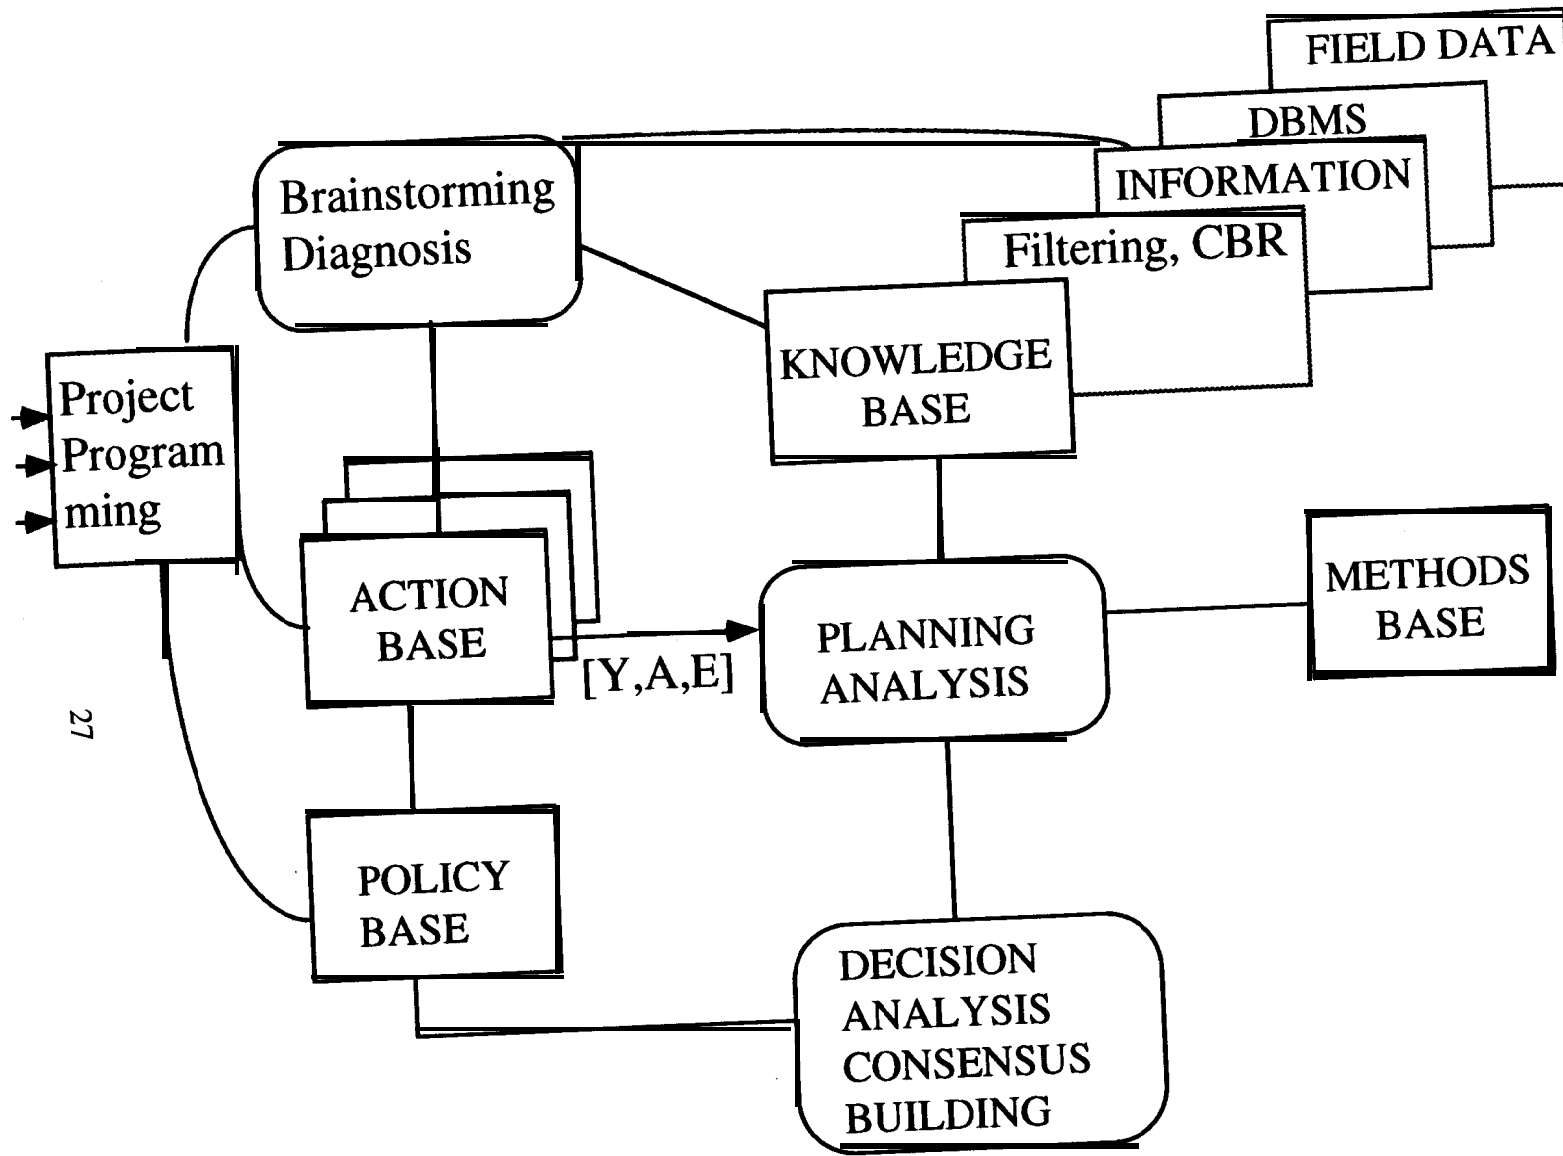 FIELD DATA
DBMS
INFORMATION
Filtering, CBR
Brainstorming
Diagnosis
KNOWLEDGE
BASE
Project
Program
ming
ACTION
BASE
[Y,A,E]
PLANNING
ANALYSIS
METHODS
BASE
27
POLICY
BASE
DECISION
ANALYSIS
CONSENSUS
BUILDING